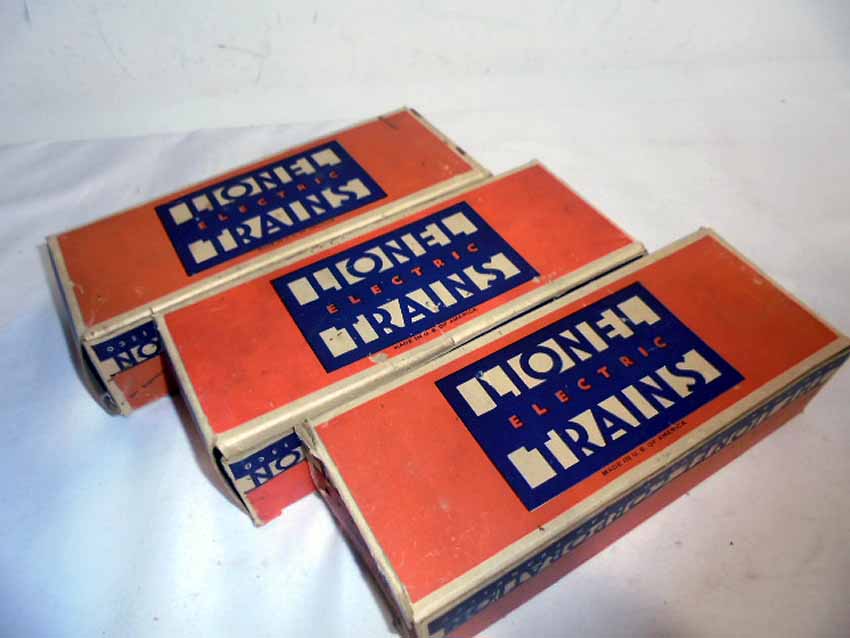 LIONEL
ELECTRIC
TRAINS
LIONEL
ELECTRIC
TRAINS
MADE IN U.S. OF AMERICA
LIONEL
ELECTRIC
TRAINS
MADE IN U.S. OF AMERICA